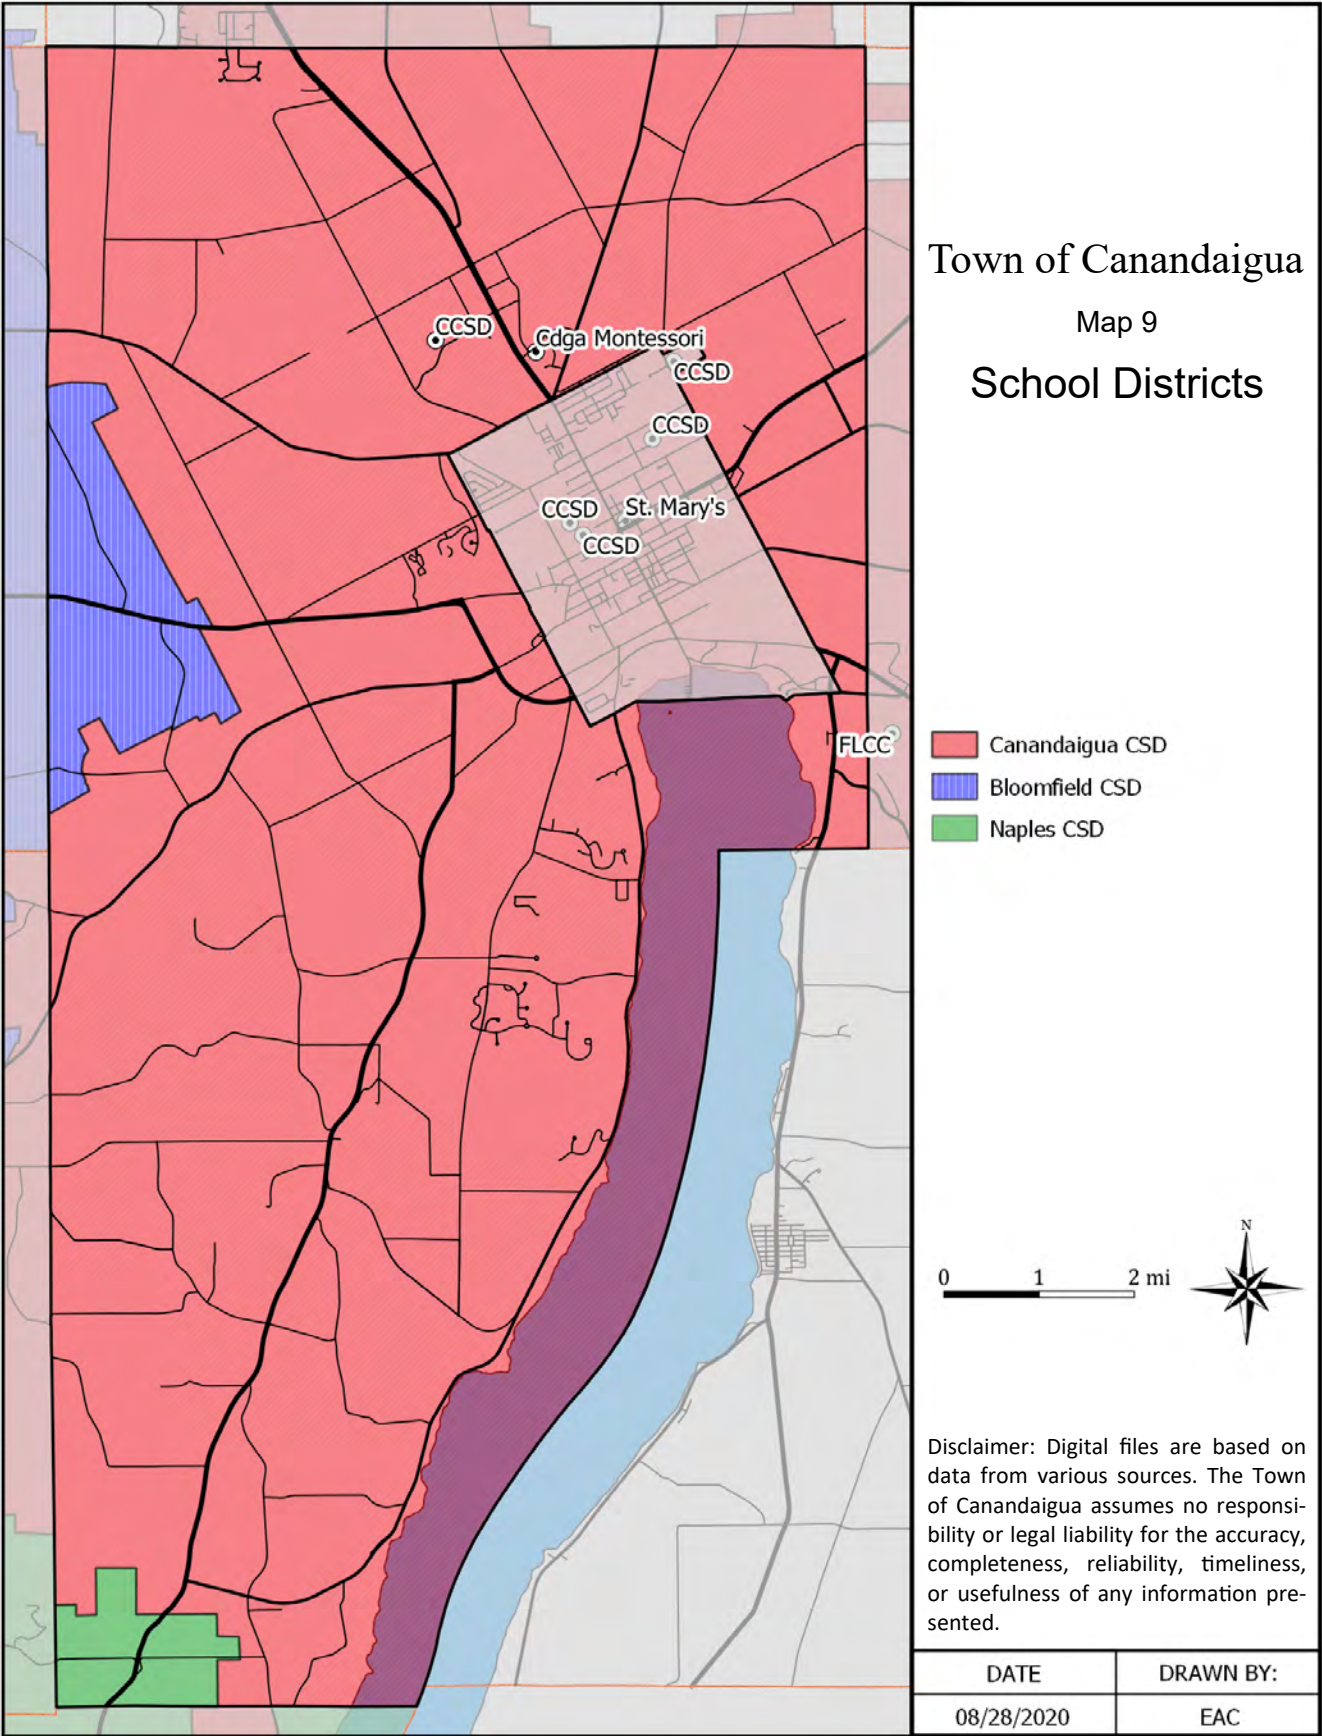 Town of Canandaigua
Map 9
School Districts
CCSD
Cdga Montessori
CCSD
CCSD
CCSD
St. Mary's
CCSD
FLCC
Canandaigua CSD
Bloomfield CSD
Naples CSD
N
0 1 2 mi
Disclaimer: Digital files are based on
data from various sources. The Town
of Canandaigua assumes no responsi-
bility or legal liability for the accuracy,
completeness, reliability, timeliness,
or usefulness of any information pre-
sented.
DATE DRAWN BY:
08/28/2020 EAC